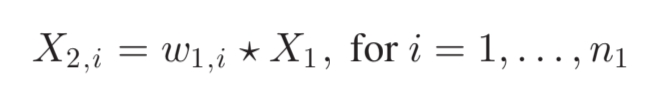 X_{2,i} = w_{1,i} ⋆ X_1, for i = 1, . . . , n_1